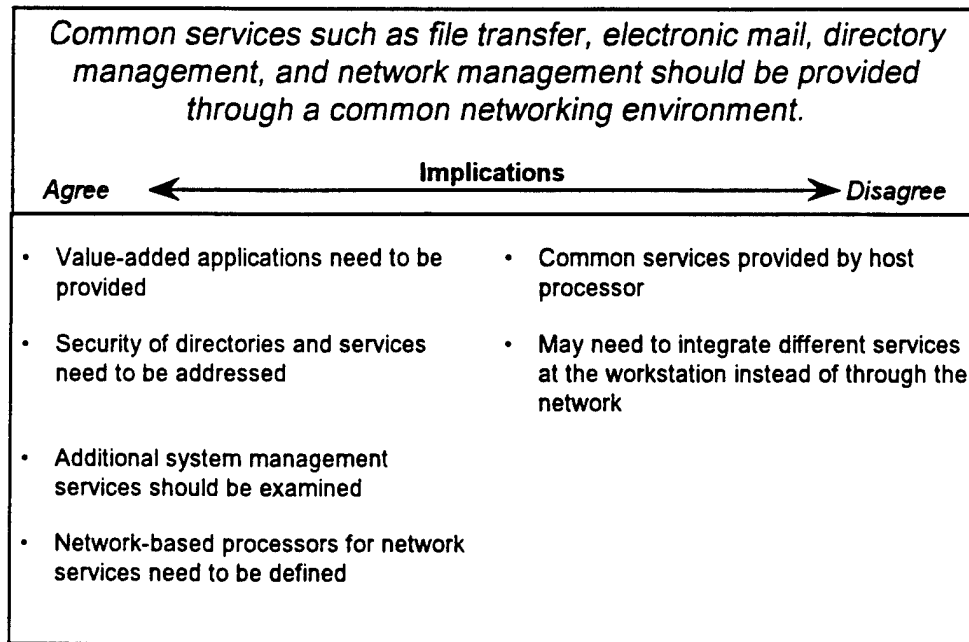 Common services such as file transfer, electronic mail, directory
management, and network management should be provided
through a common networking environment.
Implications
Agree
Disagree
• Value-added applications need to be
provided
• Security of directories and services
need to be addressed
• Additional system management
services should be examined
• Network-based processors for network
services need to be defined
• Common services provided by host
processor
• May need to integrate different services
at the workstation instead of through the
network